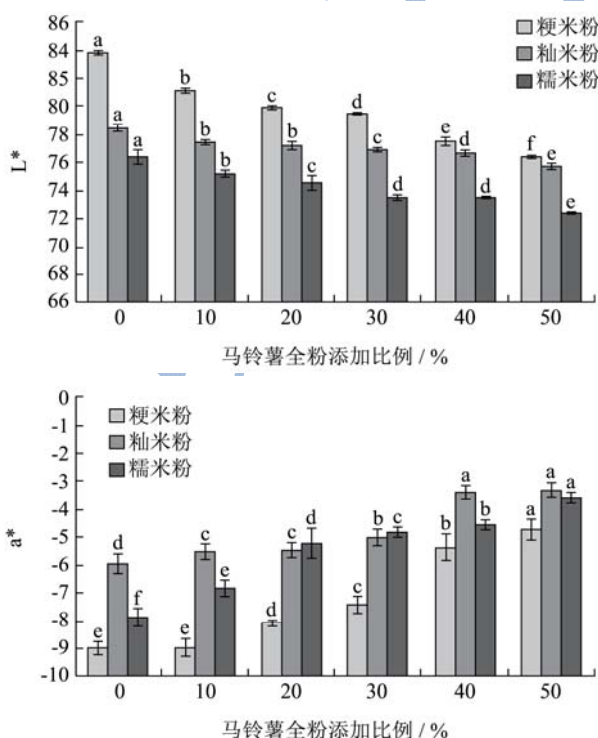 86
84
85
80
78
76
74
72
70
68
66
L*
粳米粉
籼米粉
糯米粉
a a a
b b b
c b c
d c d
e d d
f e e
0 10 20 30 40 50
马铃薯全粉添加比例 / %
0
-1
-2
-3
-4
-5
-6
-7
-8
-9
-10
a*
粳米粉
籼米粉
糯米粉
e d f
e c e
d c d
c b c
b a b
a a a
0 10 20 30 40 50
马铃薯全粉添加比例 / %